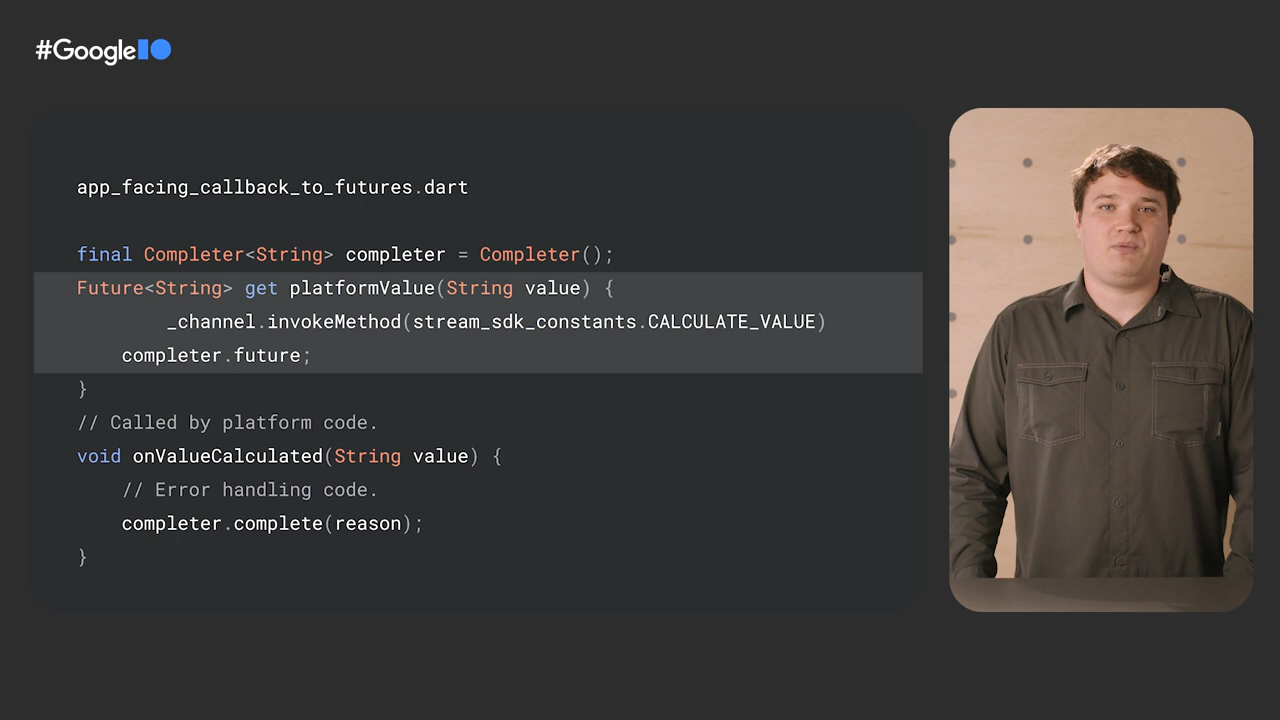 #GoogleIO
app_facing_callback_to_futures.dart
final Completer<String> completer = Completer();
Future<String> get platformValue(String value) {
_channel.invokeMethod(stream_sdk_constants.CALCULATE_VALUE)
completer.future;
}
// Called by platform code.
void onValueCalculated(String value) {
// Error handling code.
completer.complete(reason);
}